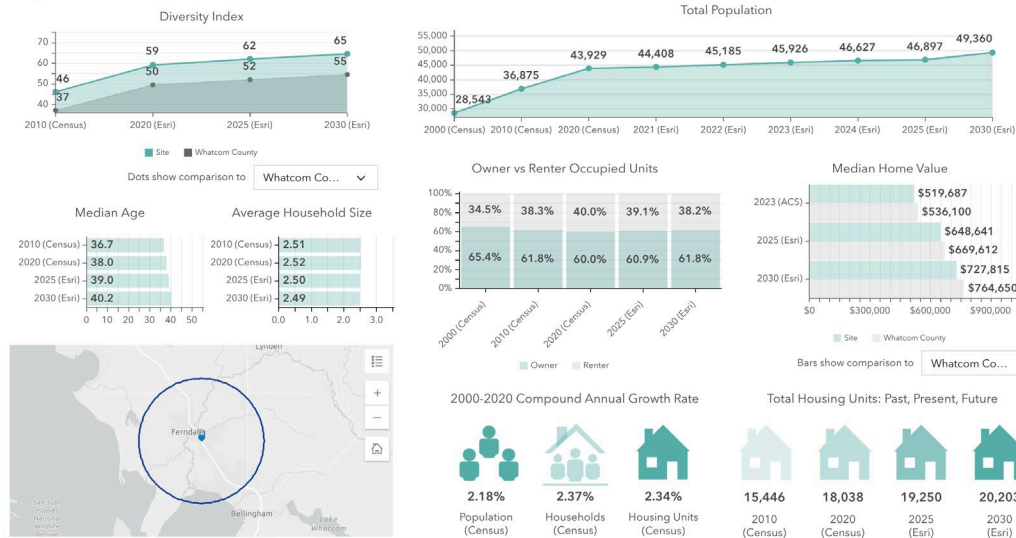 Diversity Index
70
60
50
40
46
59
62
65
37
50
52
55
2010 (Census)
2020 (Esri)
2025 (Esri)
2030 (Esri)
Site
Whatcom County
Dots show comparison to
Whatcom Co...
Total Population
55,000
50,000
45,000
40,000
35,000
30,000
28,543
36,875
43,929
44,408
45,185
45,926
46,627
46,897
49,360
2000 (Census)
2010 (Census)
2020 (Census)
2021 (Esri)
2022 (Esri)
2023 (Esri)
2024 (Esri)
2025 (Esri)
2030 (Esri)
Median Age
2010 (Census)
36.7
2020 (Census)
38.0
2025 (Esri)
39.0
2030 (Esri)
40.2
0
10
30
40
50
Average Household Size
2010 (Census)
2.51
2020 (Census)
2.52
2025 (Esri)
2.50
2030 (Esri)
2.49
0.0
1.0
2.0
3.0
Owner vs Renter Occupied Units
100%
80%
60%
40%
20%
0%
34.5%
38.3%
40.0%
39.1%
38.2%
65.4%
61.8%
60.0%
60.9%
61.8%
2000 (Census)
2010 (Census)
2020 (Census)
2025 (Esri)
2030 (Esri)
Owner
Renter
Median Home Value
2023 (ACS)
$519,687
$536,100
2025 (Esri)
$648,641
$669,612
2030 (Esri)
$727,815
$764,650
$0
$300,000
$600,000
$900,000
Site
Whatcom County
Bars show comparison to
Whatcom Co...
Lynden
Ferndale
Bellingham
San Juan
Islands
National
Wildlife
Refuge
Lake
Whatcom
2000-2020 Compound Annual Growth Rate
2.18%
Population
(Census)
2.37%
Households
(Census)
2.34%
Housing Units
(Census)
Total Housing Units: Past, Present, Future
15,446
2010
(Census)
18,038
2020
(Census)
19,250
2025
(Esri)
20,203
2030
(Esri)